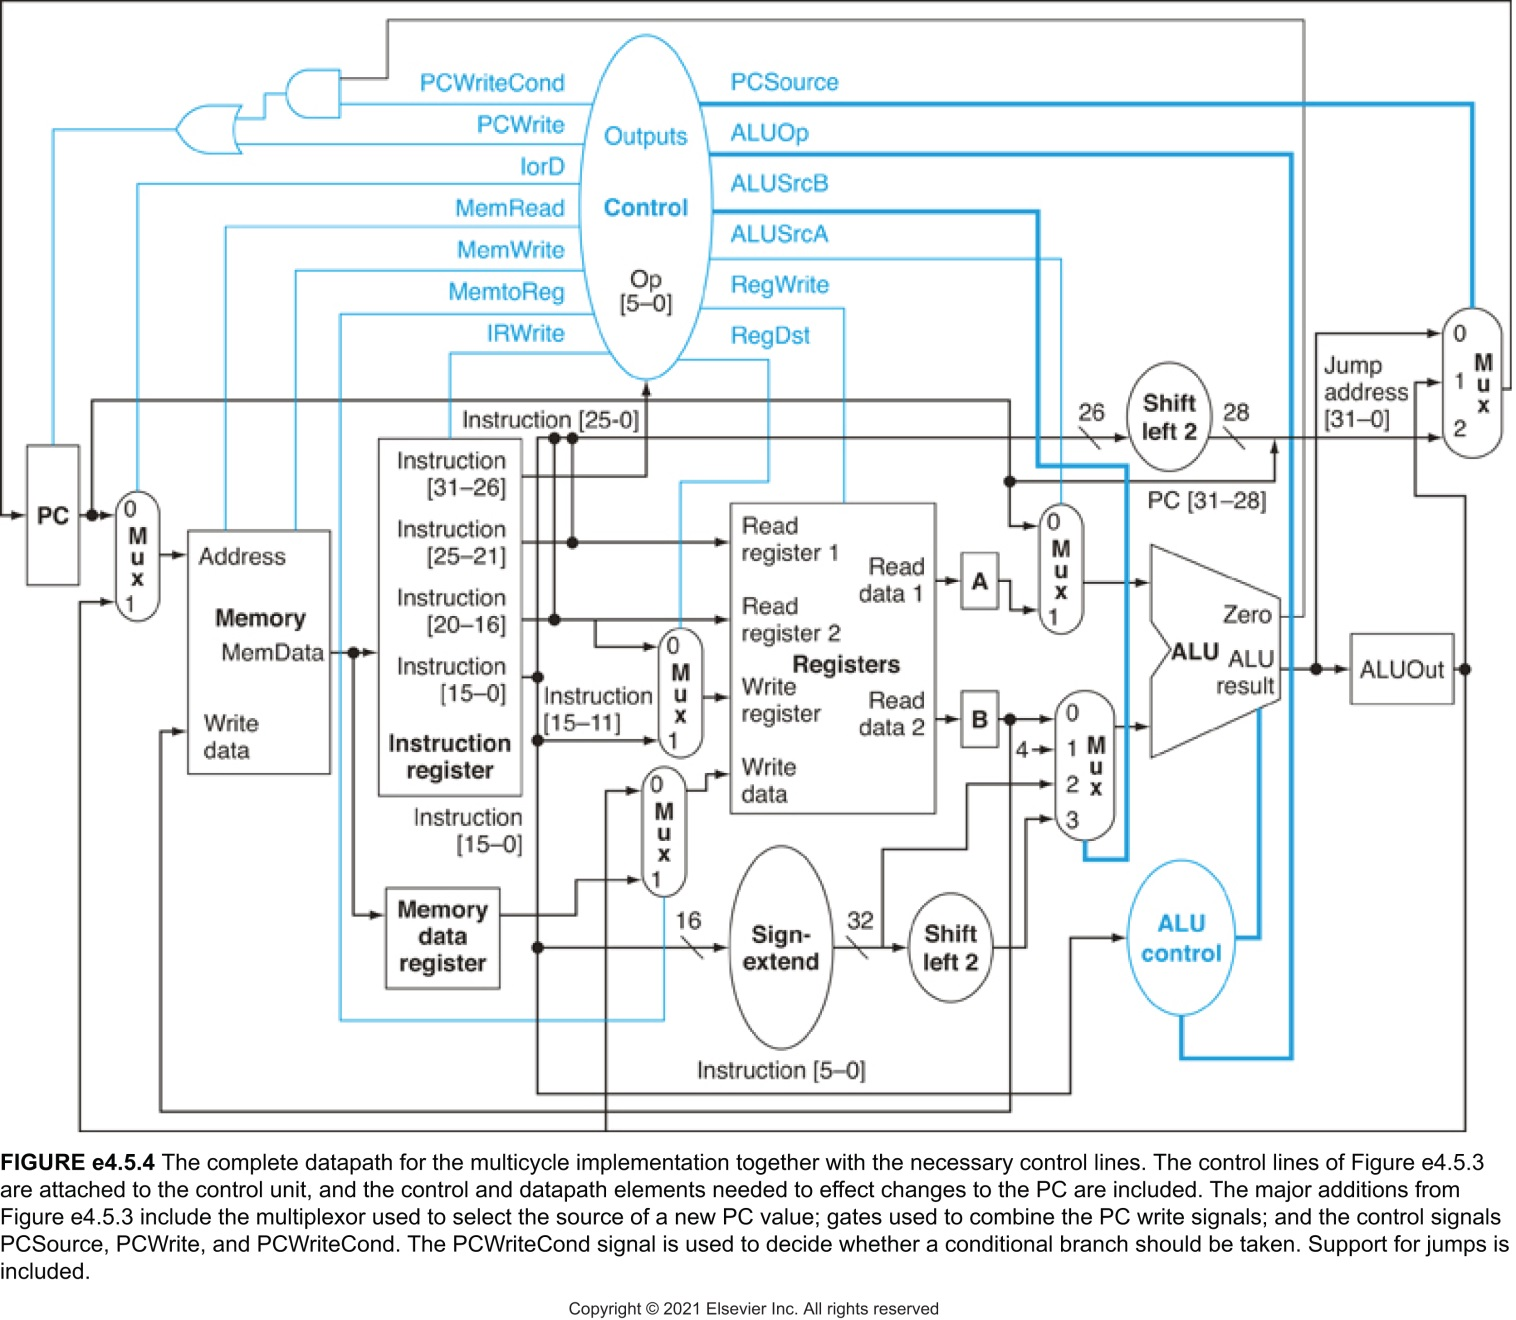 PCWriteCond
PCWrite
IorD
MemRead
MemWrite
MemtoReg
IRWrite
Outputs
Control
Op
[5–0]
PCSource
ALUOp
ALUSrcB
ALUSrcA
RegWrite
RegDst
Instruction [25-0]
26
Shift
left 2
28
Jump
address
[31–0]
0
1
2
Mux
PC [31–28]
PC
0
Mux
1
Address
Memory
MemData
Write
data
Instruction
[31–26]
Instruction
[25–21]
Instruction
[20–16]
Instruction
[15–0]
Instruction
register
Instruction
[15–0]
Memory
data
register
Instruction
[15–11]
0
Mux
1
0
Mux
1
Read
register 1
Read
register 2
Registers
Write
register
Write
data
Read
data 1
Read
data 2
A
B
0
Mux
1
4
0
1
2
3
Mux
Zero
ALU
ALU
result
ALUOut
16
Sign-
extend
32
Shift
left 2
ALU
control
Instruction [5–0]
FIGURE e4.5.4 The complete datapath for the multicycle implementation together with the necessary control lines. The control lines of Figure e4.5.3
are attached to the control unit, and the control and datapath elements needed to effect changes to the PC are included. The major additions from
Figure e4.5.3 include the multiplexor used to select the source of a new PC value; gates used to combine the PC write signals; and the control signals
PCSource, PCWrite, and PCWriteCond. The PCWriteCond signal is used to decide whether a conditional branch should be taken. Support for jumps is
included.
Copyright © 2021 Elsevier Inc. All rights reserved